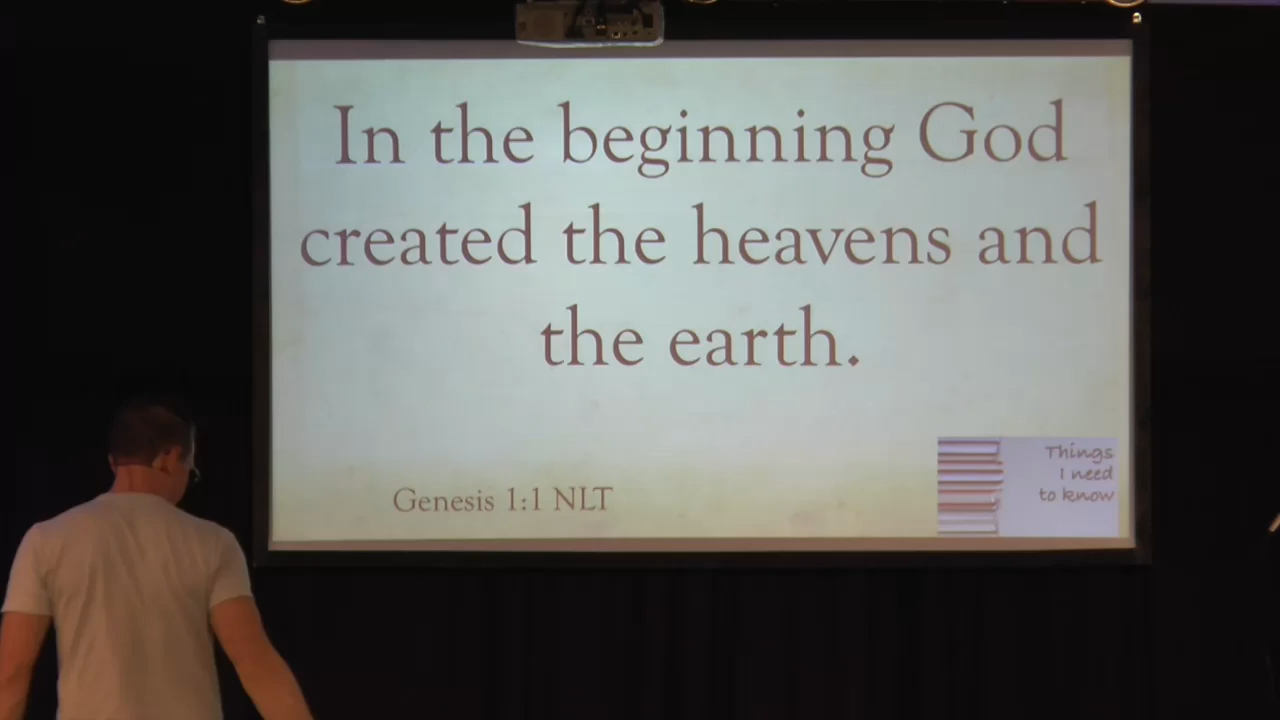 In the beginning God
created the heavens and
the earth.
Genesis 1:1 NLT
Things
I need
to know